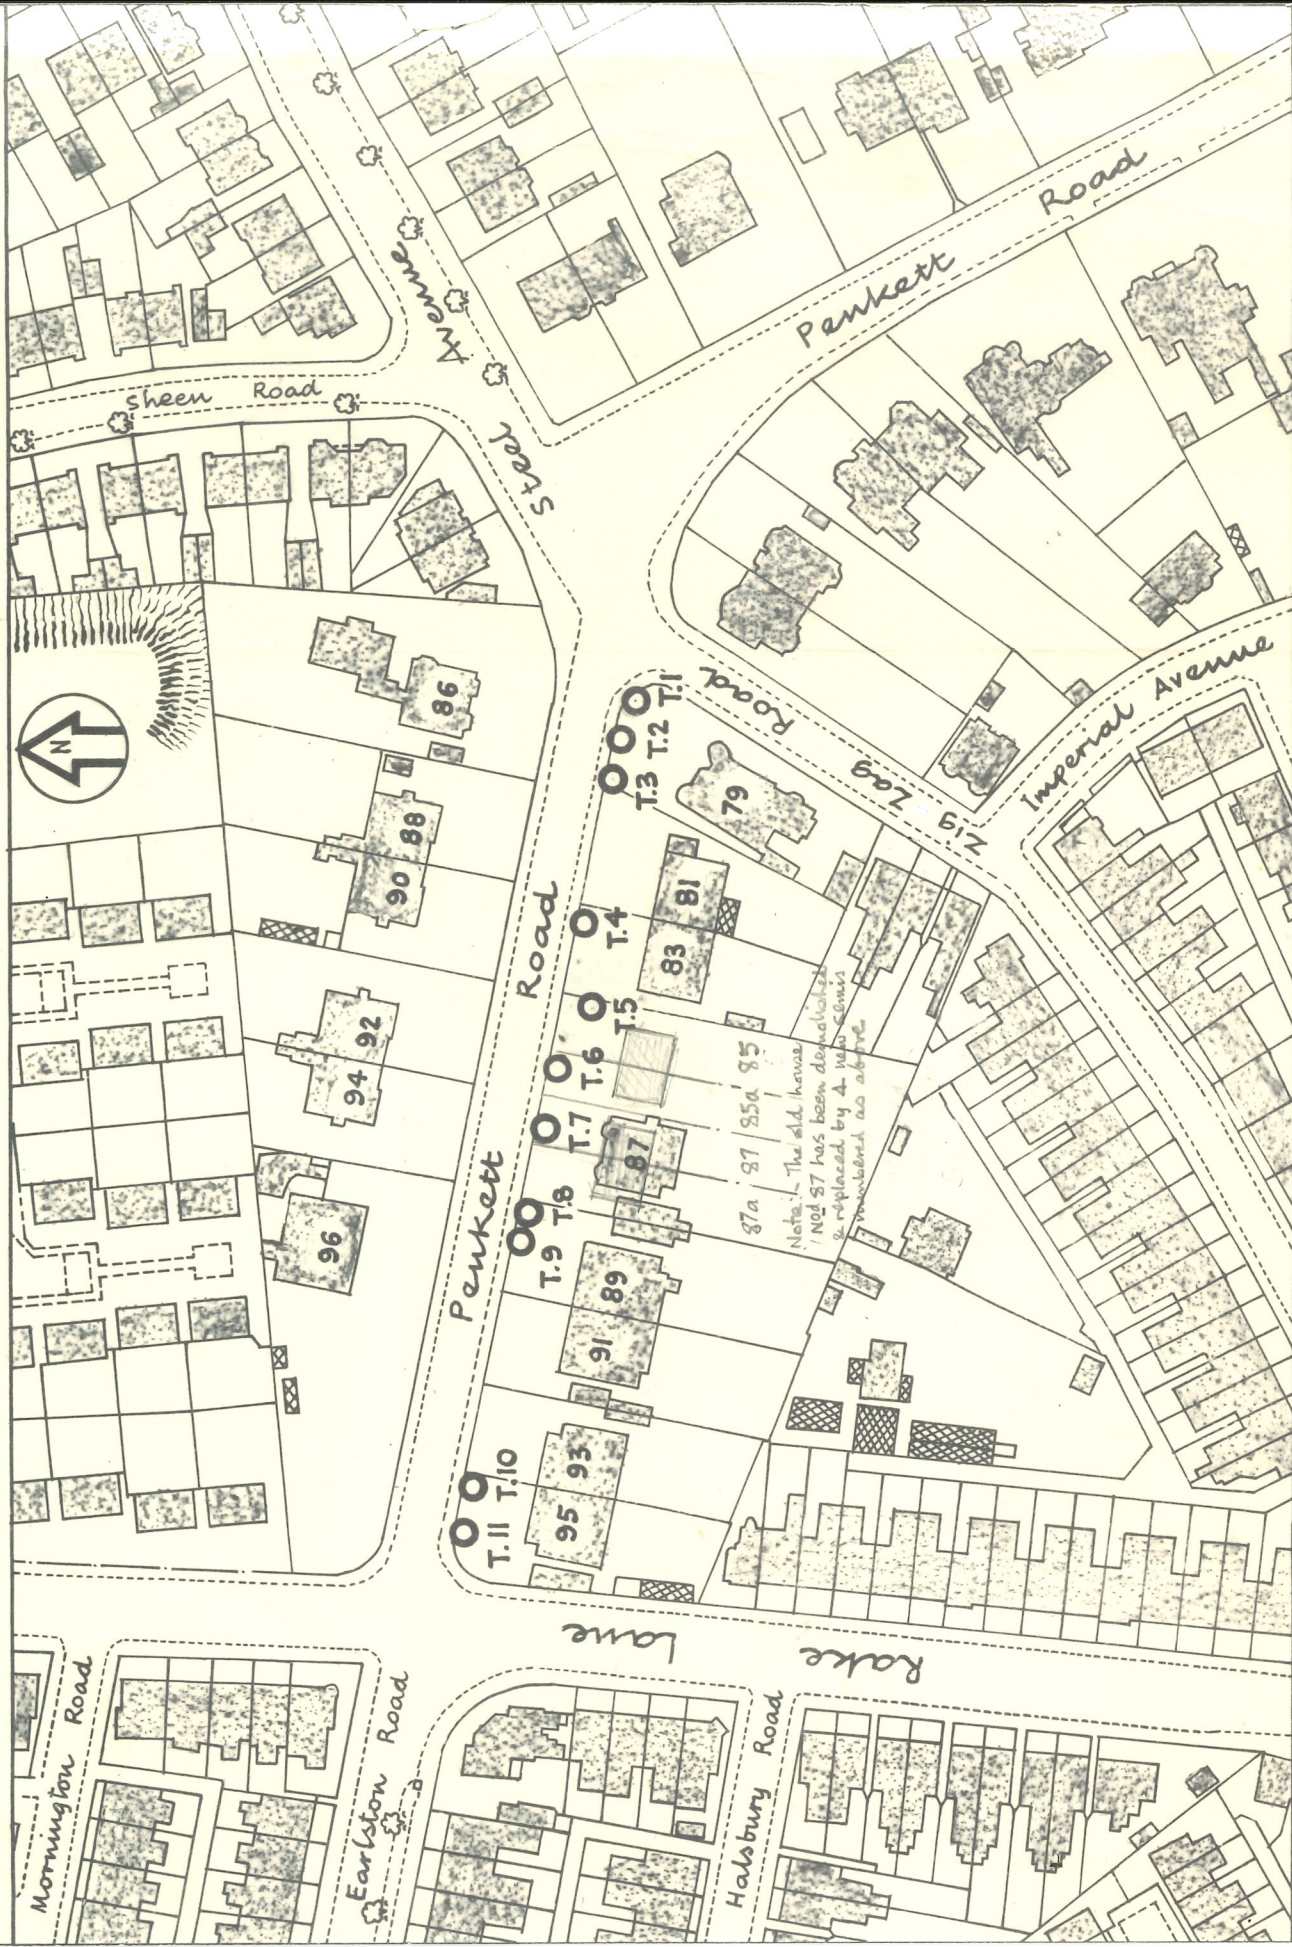 Penkett Road
Avenue
Sheen Road
Steel
N
86
T.1
T.2
T.3
79
Road
Zag
Zig
Imperial Avenue
88
90
81
83
T.4
T.5
T.6
T.7
T.8
T.9
Penkett Road
92
94
96
87
87a 87 85a 85
Note - The old house
Nos 87 has been demolished
& replaced by 4 new semis
numbered as above
89
91
93
95
T.10
T.11
Rake Lane
Mornington Road
Earlston Road
Halsbury Road